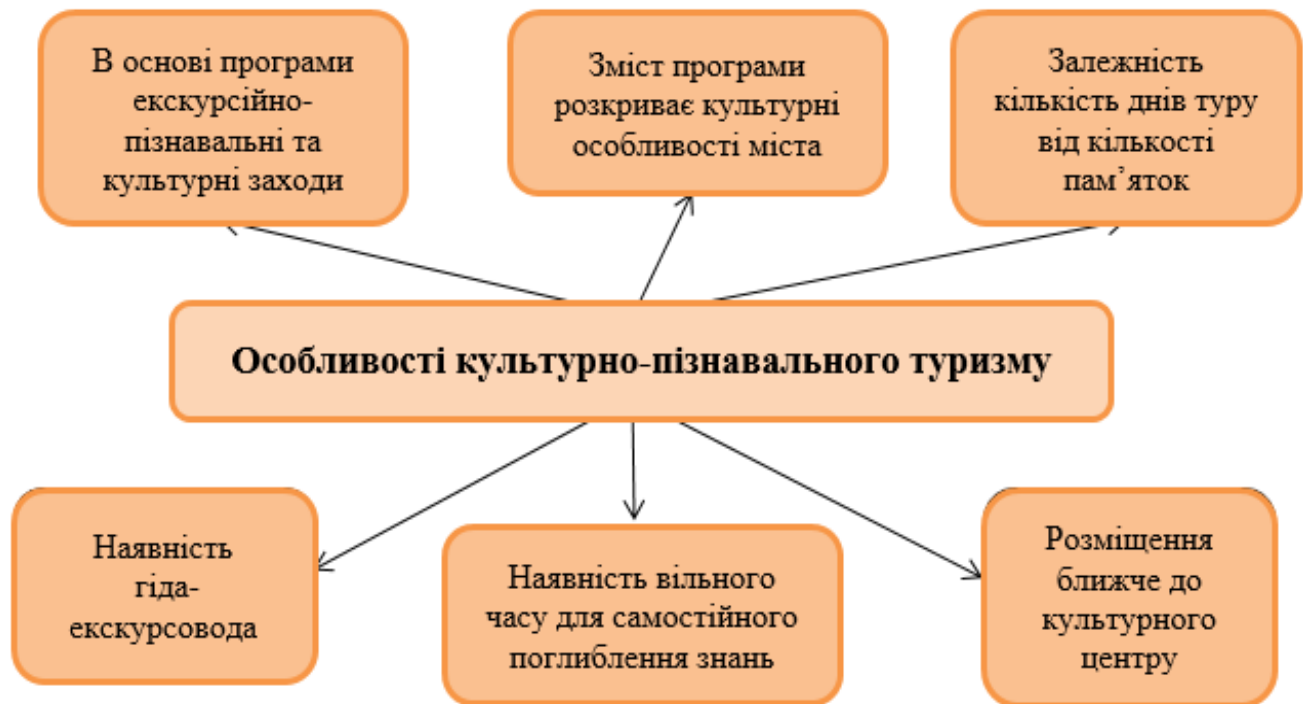 В основі програми
екскурсійно-
пізнавальні та
культурні заходи
Зміст програми
розкриває культурні
особливості міста
Залежність
кількість днів туру
від кількості
пам’яток
Особливості культурно-пізнавального туризму
Наявність
гіда-
екскурсовода
Наявність вільного
часу для самостійного
поглиблення знань
Розміщення
ближче до
культурного
центру